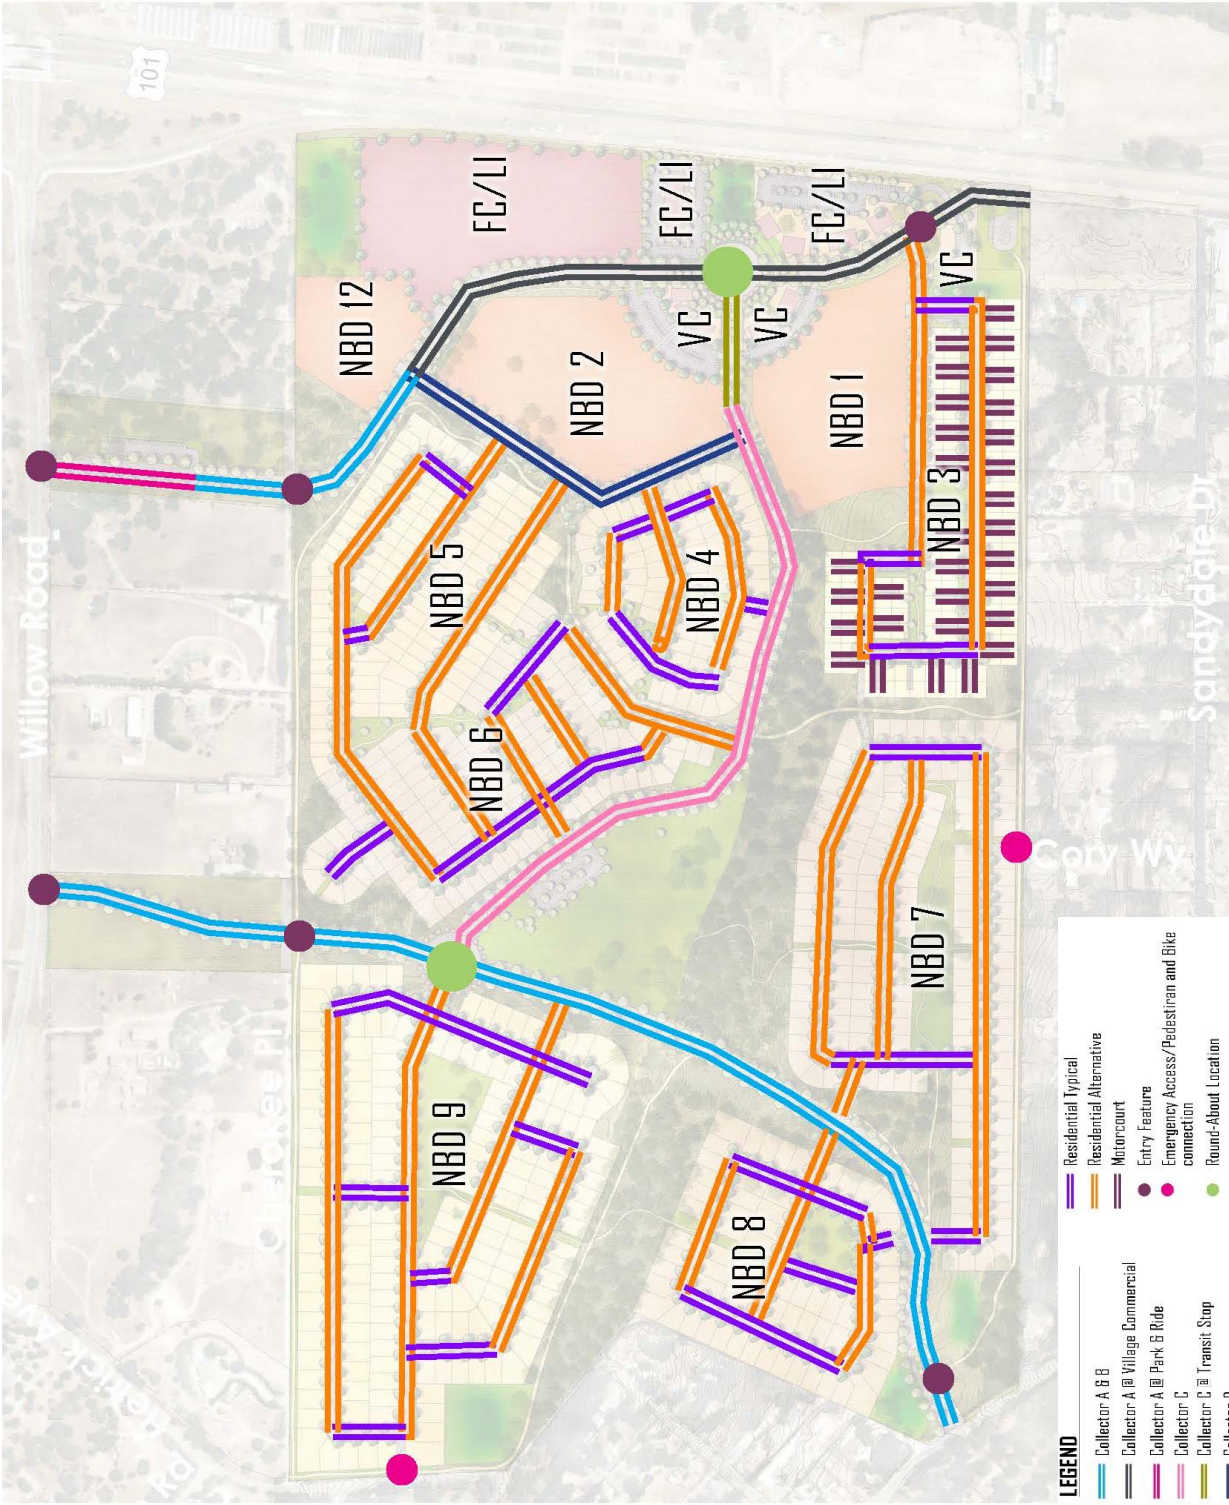 101
FC/LI
FC/LI
FC/LI
NBD 12
VC
VC
VC
NBD 2
NBD 1
NBD 3
NBD 5
NBD 4
Willow Road
Sandydale Dr
NBD 6
Cory Wy
NBD 7
NBD 9
NBD 8
LEGEND
Collector A & B
Collector A @ Village Commercial
Collector A @ Park & Ride
Collector C
Collector C @ Transit Stop
Residential Typical
Residential Alternative
Motorcourt
Entry Feature
Emergency Access/Pedestiran and Bike
connection
Round-About Location